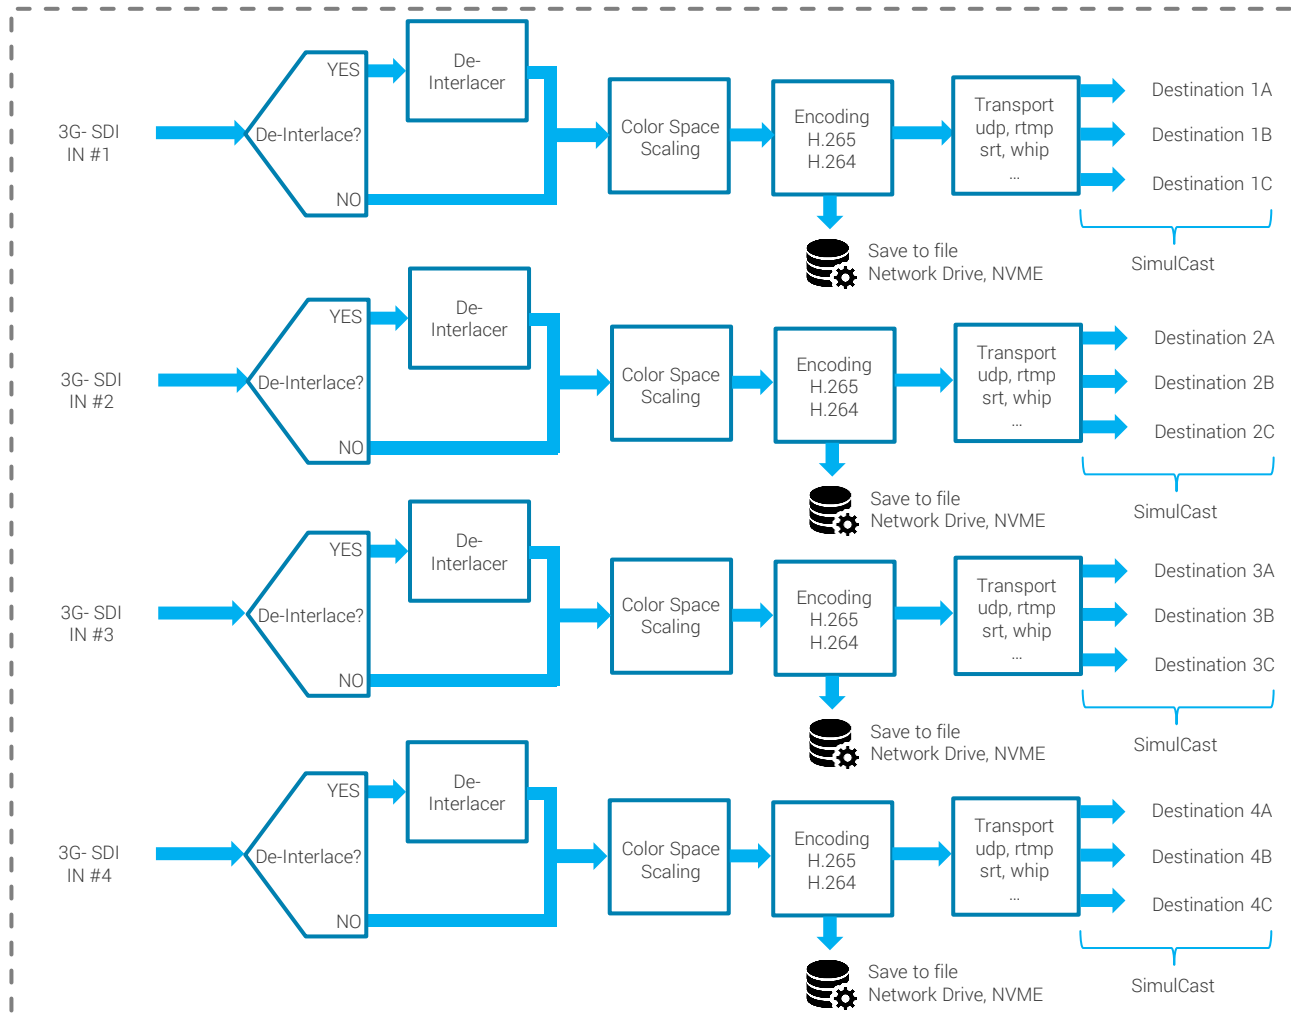 3G- SDI
IN #1
De-Interlace?
YES
NO
De-
Interlacer
Color Space
Scaling
Encoding
H.265
H.264
Transport
udp, rtmp
srt, whip
...
Destination 1A
Destination 1B
Destination 1C
SimulCast
Save to file
Network Drive, NVME
3G- SDI
IN #2
De-Interlace?
YES
NO
De-
Interlacer
Color Space
Scaling
Encoding
H.265
H.264
Transport
udp, rtmp
srt, whip
...
Destination 2A
Destination 2B
Destination 2C
SimulCast
Save to file
Network Drive, NVME
3G- SDI
IN #3
De-Interlace?
YES
NO
De-
Interlacer
Color Space
Scaling
Encoding
H.265
H.264
Transport
udp, rtmp
srt, whip
...
Destination 3A
Destination 3B
Destination 3C
SimulCast
Save to file
Network Drive, NVME
3G- SDI
IN #4
De-Interlace?
YES
NO
De-
Interlacer
Color Space
Scaling
Encoding
H.265
H.264
Transport
udp, rtmp
srt, whip
...
Destination 4A
Destination 4B
Destination 4C
SimulCast
Save to file
Network Drive, NVME